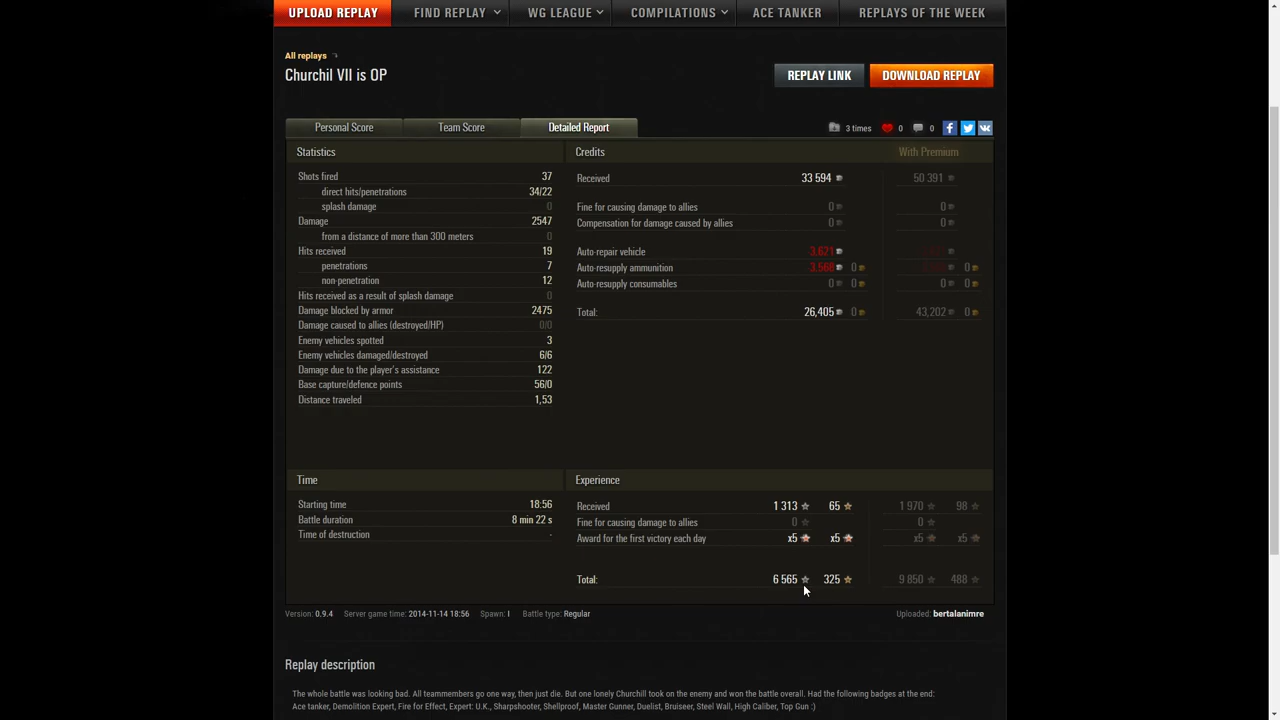 UPLOAD REPLAY FIND REPLAY WG LEAGUE COMPILATIONS ACE TANKER REPLAYS OF THE WEEK
All replays
Churchil VII is OP
REPLAY LINK DOWNLOAD REPLAY
Personal Score Team Score Detailed Report 3 times 0 0
Statistics
Shots fired 37
direct hits/penetrations 34/22
splash damage 0
Damage 2547
from a distance of more than 300 meters 0
Hits received 19
penetrations 7
non-penetration 12
Hits received as a result of splash damage 0
Damage blocked by armor 2475
Damage caused to allies (destroyed/HP) 0/0
Enemy vehicles spotted 3
Enemy vehicles damaged/destroyed 6/6
Damage due to the player's assistance 122
Base capture/defence points 56/0
Distance traveled 1,53
Credits With Premium
Received 33 594 50 391
Fine for causing damage to allies 0 0
Compensation for damage caused by allies 0 0
Auto-repair vehicle 3,621
Auto-resupply ammunition 3,568 0 0
Auto-resupply consumables 0 0 0 0
Total: 26,405 0 43,202 0
Time
Starting time 18:56
Battle duration 8 min 22 s
Time of destruction -
Experience
Received 1 313 65 1 970 98
Fine for causing damage to allies 0 0
Award for the first victory each day x5 x5 x5 x5
Total: 6 565 325 9 850 488
Version: 0.9.4 Server game time: 2014-11-14 18:56 Spawn: I Battle type: Regular Uploaded: bertalanimre
Replay description
The whole battle was looking bad. All teammembers go one way, then just die. But one lonely Churchill took on the enemy and won the battle overall. Had the following badges at the end:
Ace tanker, Demolition Expert, Fire for Effect, Expert: U.K., Sharpshooter, Shellproof, Master Gunner, Duelist, Bruiseer, Steel Wall, High Caliber, Top Gun :)